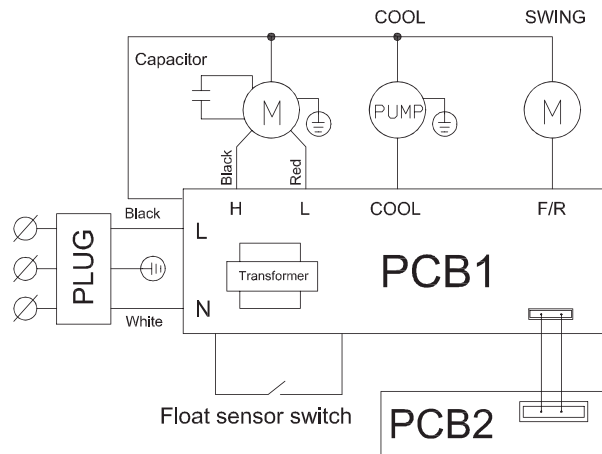 COOL
SWING
Capacitor
M
PUMP
M
Black
Red
H
L
COOL
F/R
Black
L
PLUG
Transformer
PCB1
N
White
Float sensor switch
PCB2